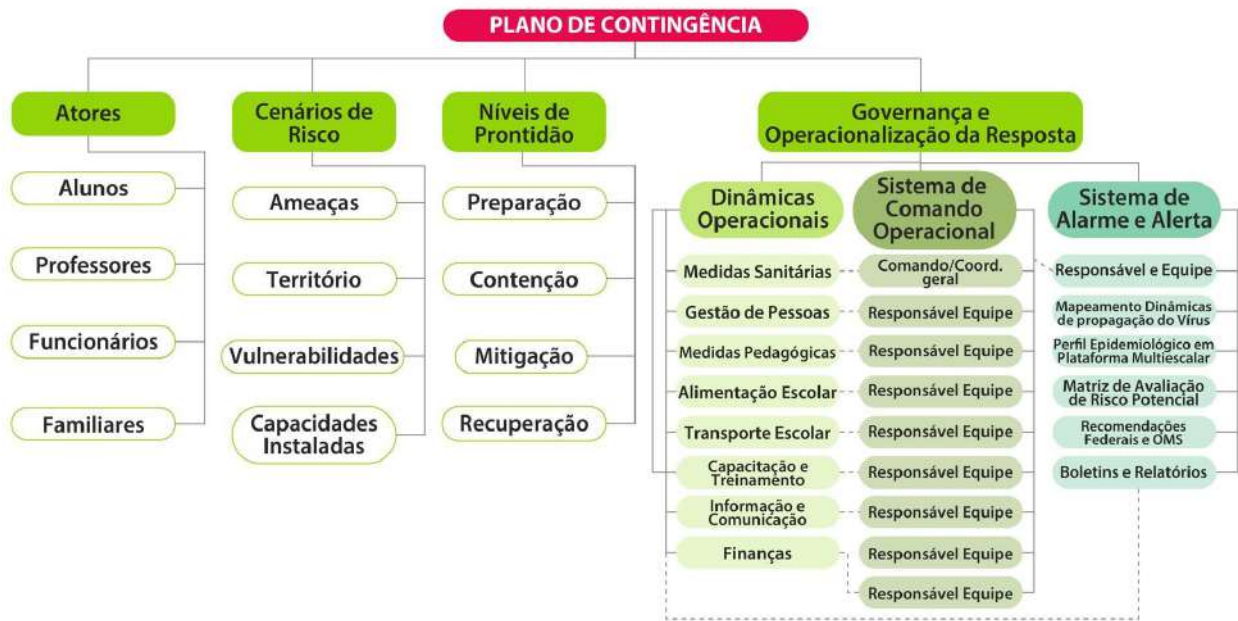 PLANO DE CONTINGÊNCIA
Atores
Alunos
Professores
Funcionários
Familiares
Cenários de
Risco
Ameaças
Território
Vulnerabilidades
Capacidades
Instaladas
Níveis de
Prontidão
Preparação
Contenção
Mitigação
Recuperação
Governança e
Operacionalização da Resposta
Dinâmicas
Operacionais
Medidas Sanitárias
Gestão de Pessoas
Medidas Pedagógicas
Alimentação Escolar
Transporte Escolar
Capacitação e
Treinamento
Informação e
Comunicação
Finanças
Sistema de
Comando
Operacional
Comando/Coord.
geral
Responsável Equipe
Responsável Equipe
Responsável Equipe
Responsável Equipe
Responsável Equipe
Responsável Equipe
Responsável Equipe
Responsável Equipe
Sistema de
Alarme e Alerta
Responsável e Equipe
Mapeamento Dinâmicas
de propagação do Vírus
Perfil Epidemiológico em
Plataforma Multiescalar
Matriz de Avaliação
de Risco Potencial
Recomendações
Federais e OMS
Boletins e Relatórios